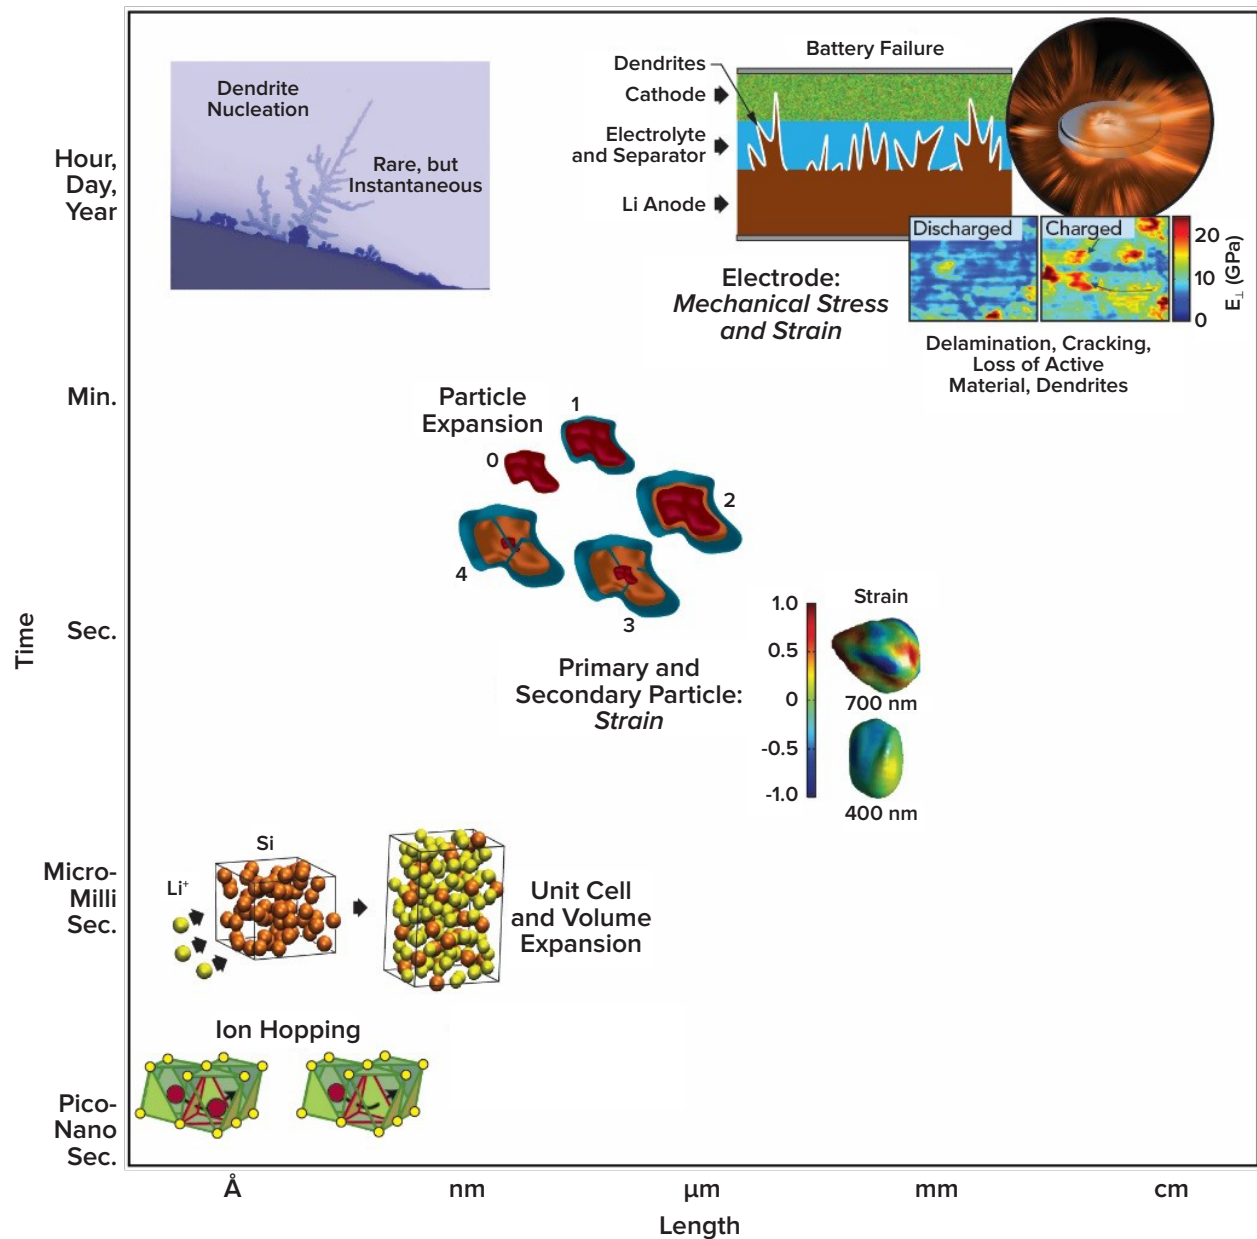 Battery Failure
Dendrites
Cathode
Electrolyte
and Separator
Li Anode
Dendrite
Nucleation
Rare, but
Instantaneous
Hour,
Day,
Year
Discharged
Charged
20
10
0
E⊥ (GPa)
Electrode:
Mechanical Stress
and Strain
Delamination, Cracking,
Loss of Active
Material, Dendrites
Min.
Particle
Expansion
0
1
2
3
4
Sec.
Time
Primary and
Secondary Particle:
Strain
1.0
0.5
0
-0.5
-1.0
Strain
700 nm
400 nm
Micro-
Milli
Sec.
Li⁺
Si
Unit Cell
and Volume
Expansion
Ion Hopping
Pico-
Nano
Sec.
Å
nm
µm
mm
cm
Length